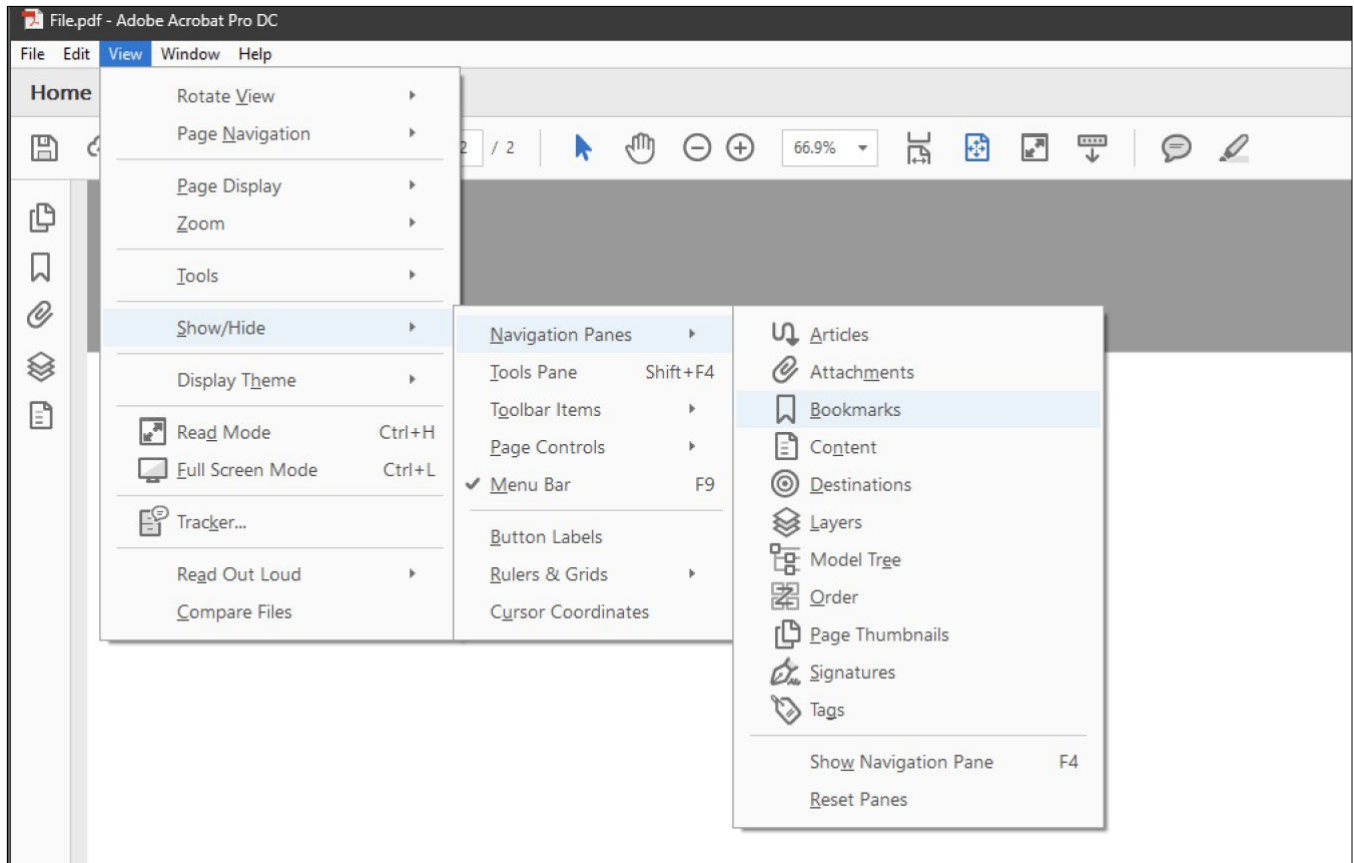 File.pdf - Adobe Acrobat Pro DC
File Edit View Window Help
Home
2 / 2 66.9%
Rotate View
Page Navigation
Page Display
Zoom
Tools
Show/Hide
Display Theme
Read Mode Ctrl+H
Full Screen Mode Ctrl+L
Tracker...
Read Out Loud
Compare Files
Navigation Panes
Tools Pane Shift+F4
Toolbar Items
Page Controls
Menu Bar F9
Button Labels
Rulers & Grids
Cursor Coordinates
Articles
Attachments
Bookmarks
Content
Destinations
Layers
Model Tree
Order
Page Thumbnails
Signatures
Tags
Show Navigation Pane F4
Reset Panes